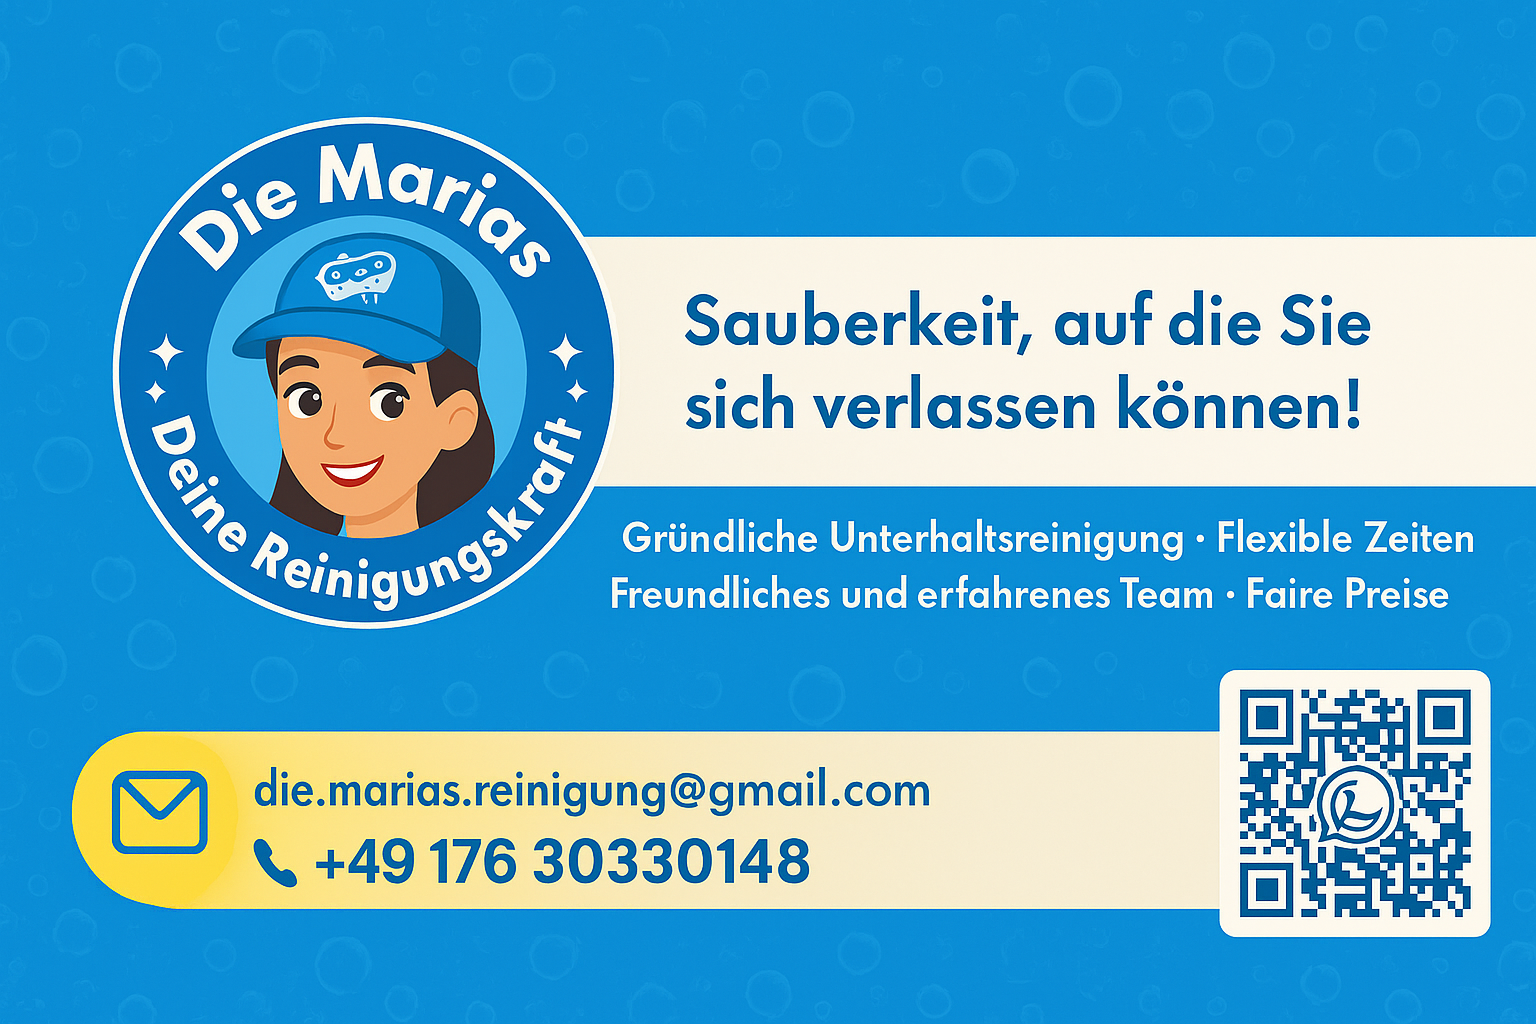 Die Marias
Deine Reinigungskraft
Sauberkeit, auf die Sie
sich verlassen können!
Gründliche Unterhaltsreinigung · Flexible Zeiten
Freundliches und erfahrenes Team · Faire Preise
die.marias.reinigung@gmail.com
+49 176 30330148